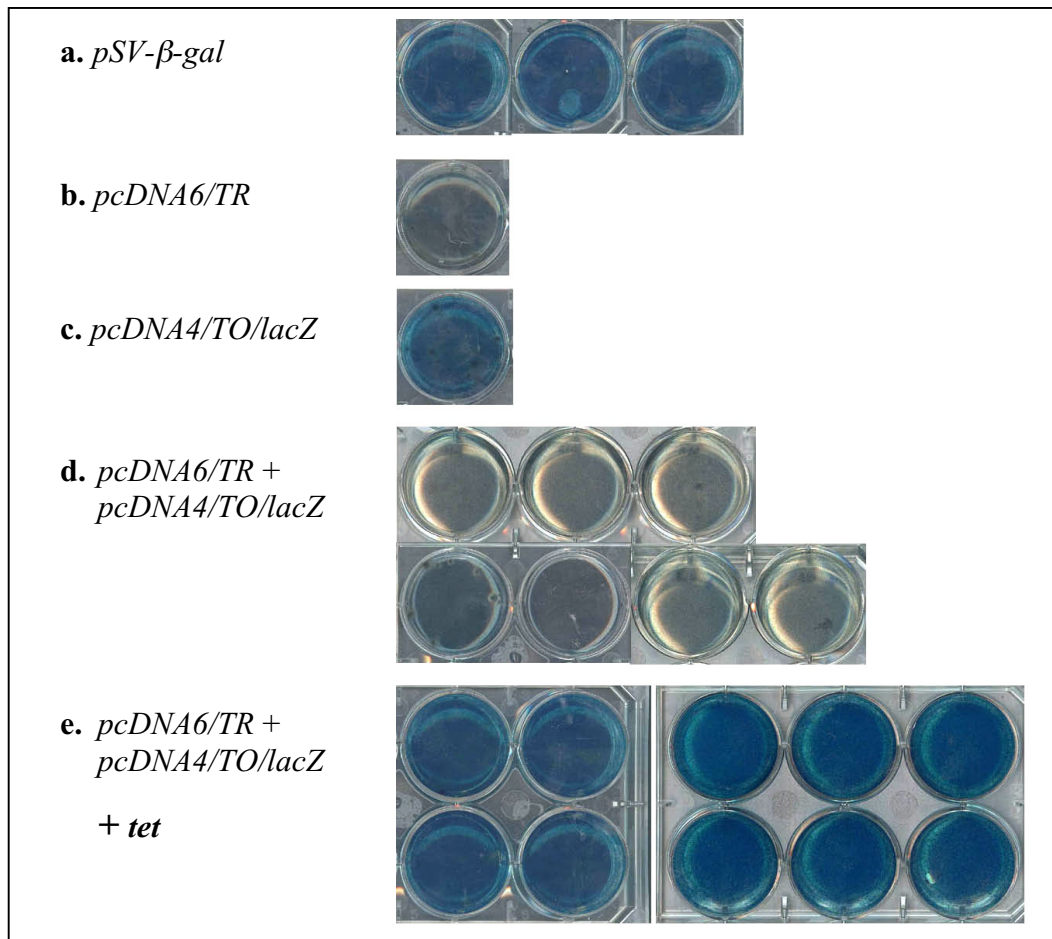 a. pSV-β-gal
b. pcDNA6/TR
c. pcDNA4/TO/lacZ
d. pcDNA6/TR +
pcDNA4/TO/lacZ
e. pcDNA6/TR +
pcDNA4/TO/lacZ
+ tet